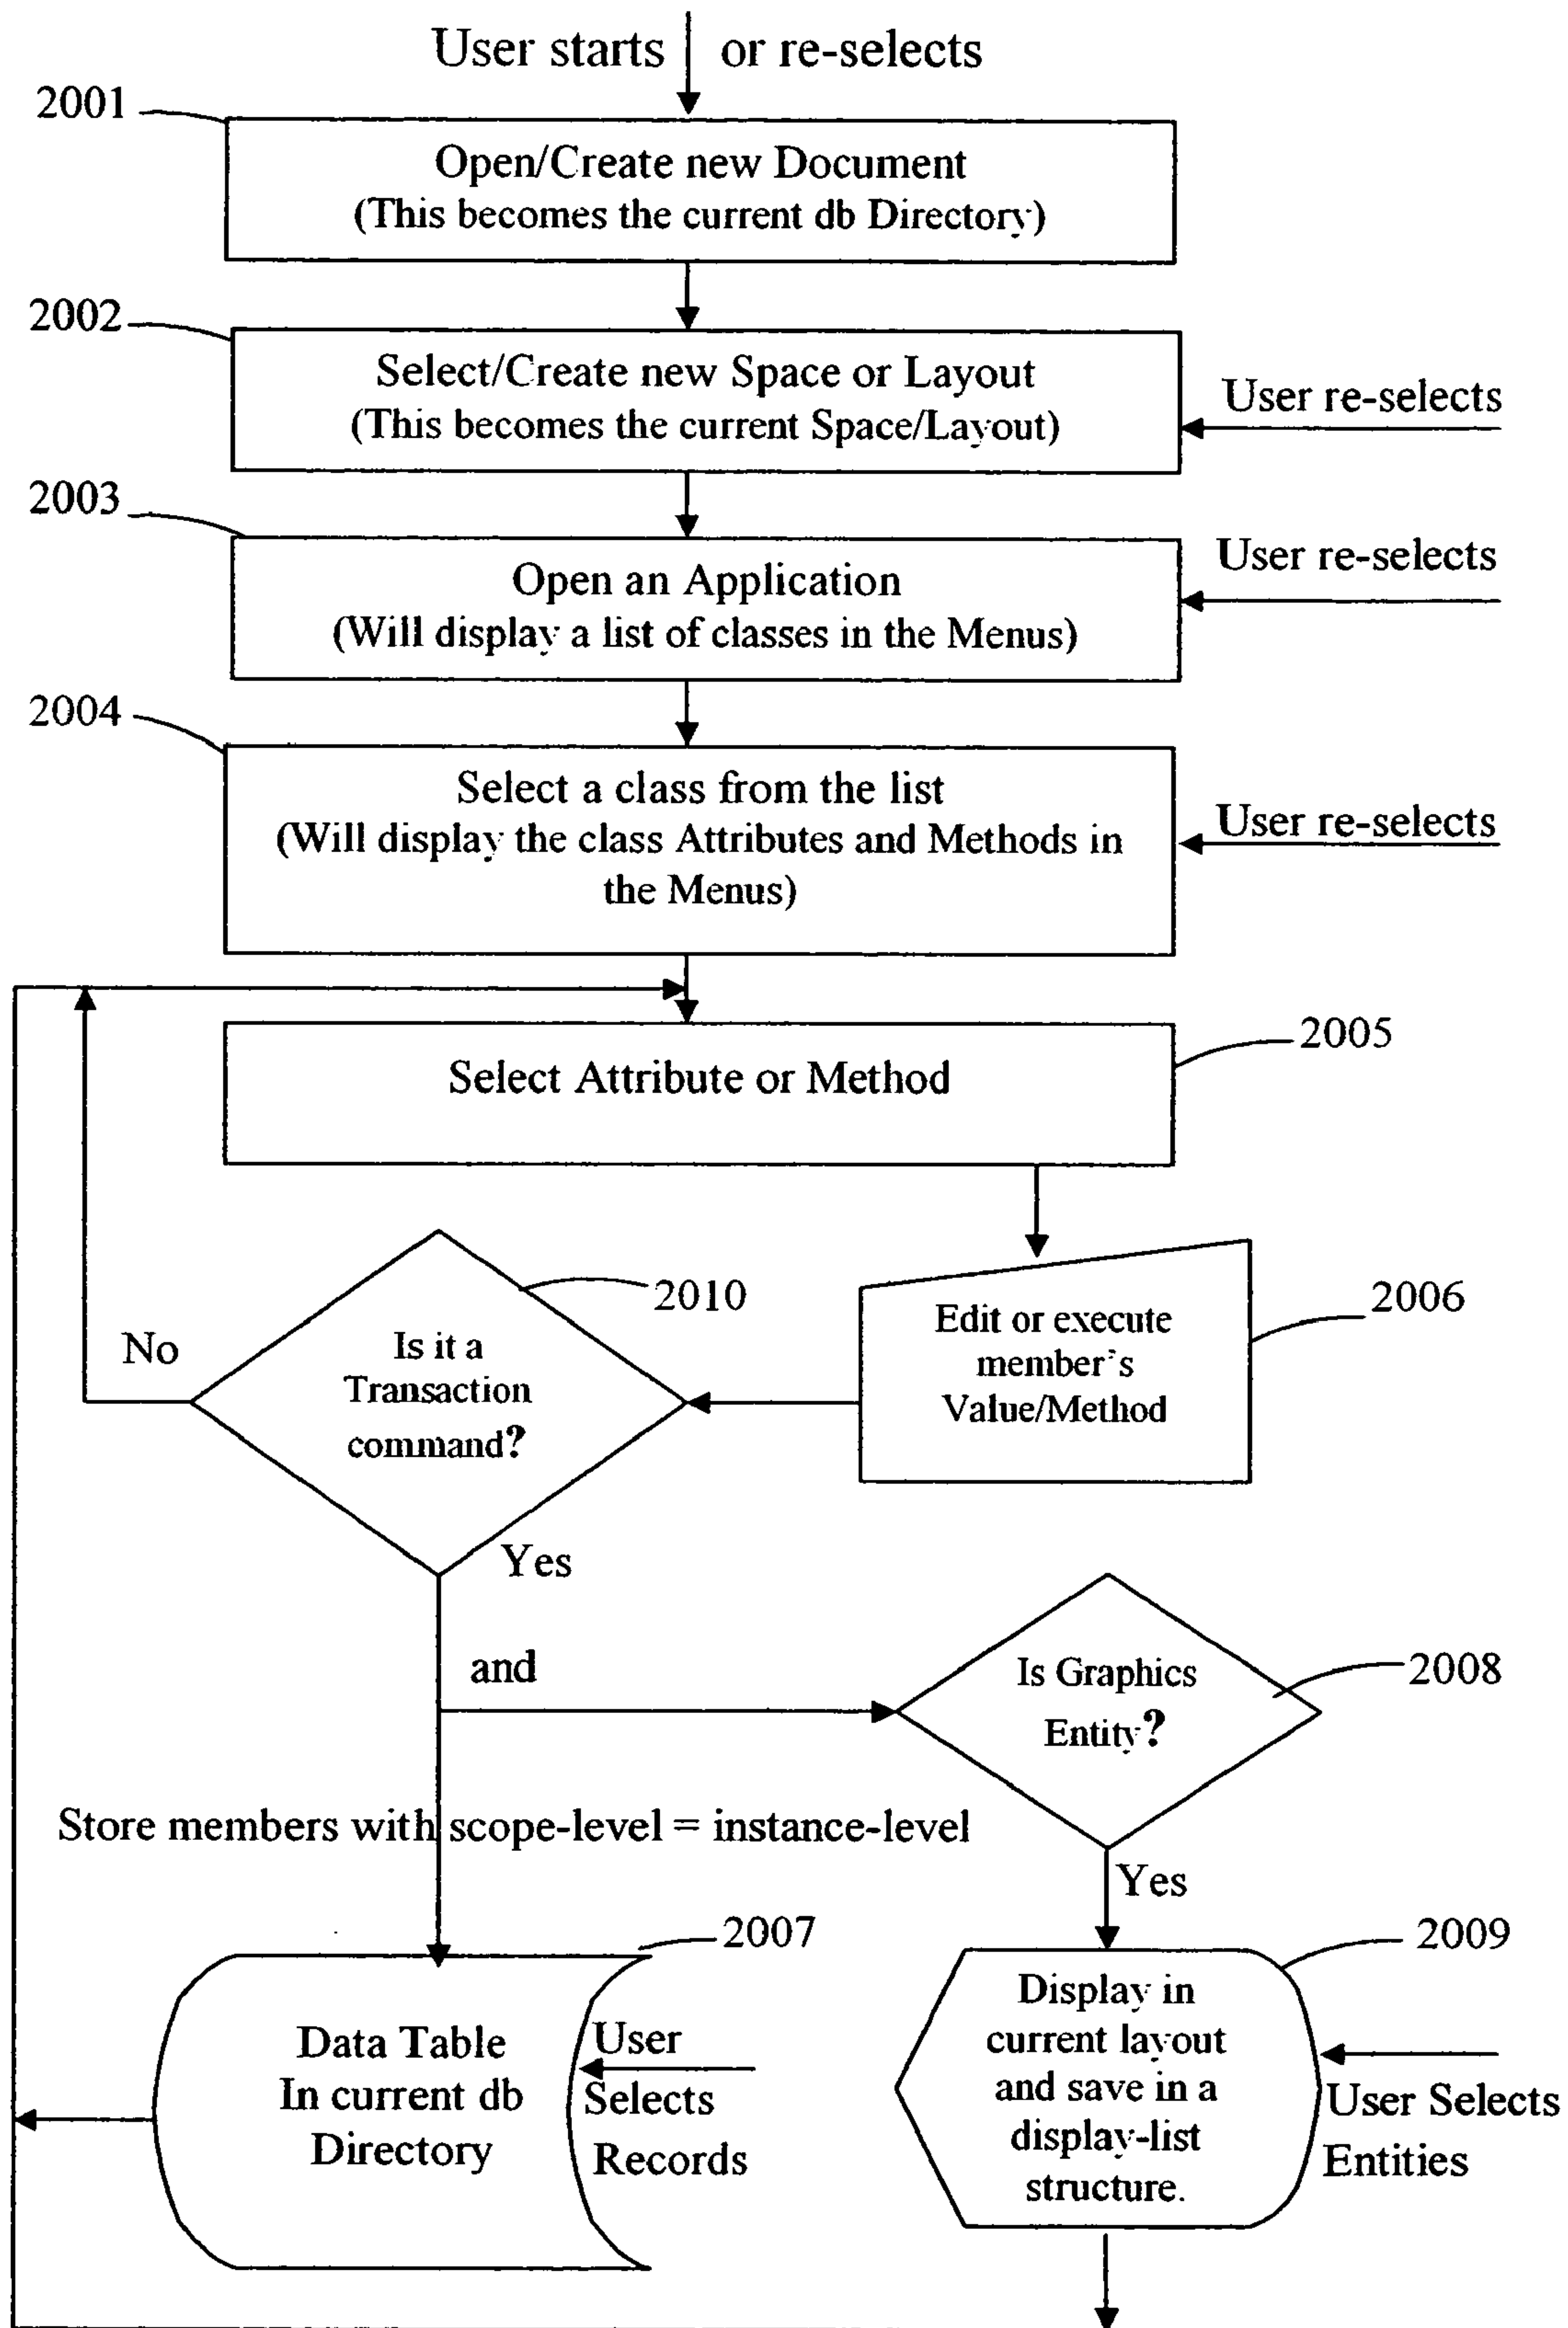 User starts or re-selects
2001
Open/Create new Document
(This becomes the current db Directory)
2002
Select/Create new Space or Layout
(This becomes the current Space/Layout)
User re-selects
2003
Open an Application
(Will display a list of classes in the Menus)
User re-selects
2004
Select a class from the list
(Will display the class Attributes and Methods in
the Menus)
User re-selects
2005
Select Attribute or Method
2010
Is it a
Transaction
command?
No
Yes
2006
Edit or execute
member's
Value/Method
and
2008
Is Graphics
Entity?
Yes
Store members with scope-level = instance-level
2007
Data Table
In current db
Directory
User
Selects
Records
2009
Display in
current layout
and save in a
display-list
structure.
User Selects
Entities